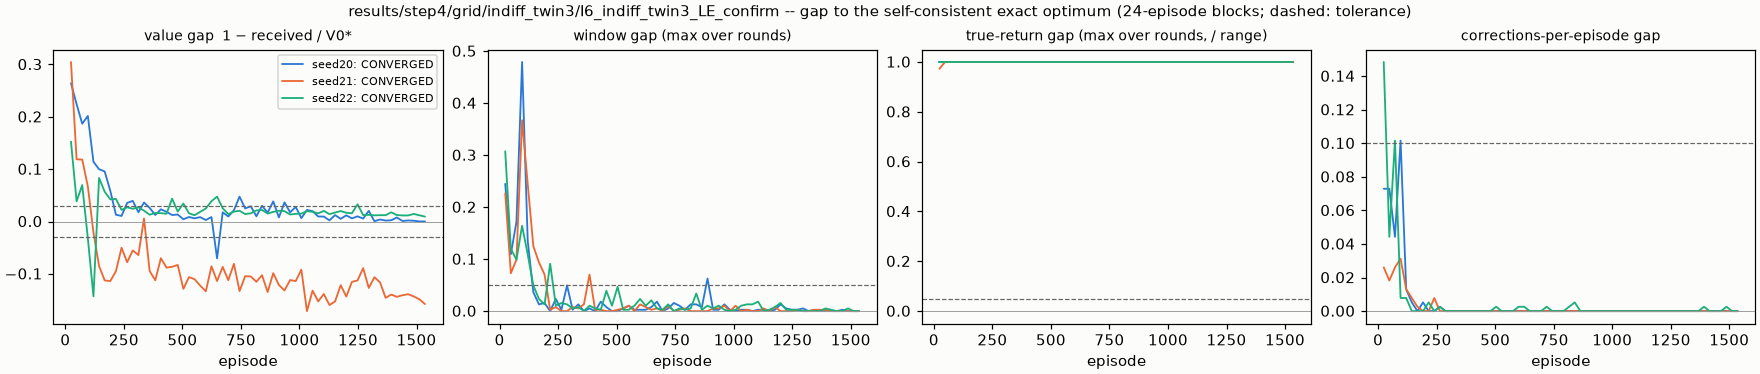 results/step4/grid/indiff_twin3/l6_indiff_twin3_LE_confirm -- gap to the self-consistent exact optimum (24-episode blocks; dashed: tolerance)
value gap 1 − received / V0*
0.3
0.2
0.1
0.0
−0.1
seed20: CONVERGED
seed21: CONVERGED
seed22: CONVERGED
0 250 500 750 1000 1250 1500
episode
window gap (max over rounds)
0.5
0.4
0.3
0.2
0.1
0.0
0 250 500 750 1000 1250 1500
episode
true-return gap (max over rounds, / range)
1.0
0.8
0.6
0.4
0.2
0.0
0 250 500 750 1000 1250 1500
episode
corrections-per-episode gap
0.14
0.12
0.10
0.08
0.06
0.04
0.02
0.00
0 250 500 750 1000 1250 1500
episode